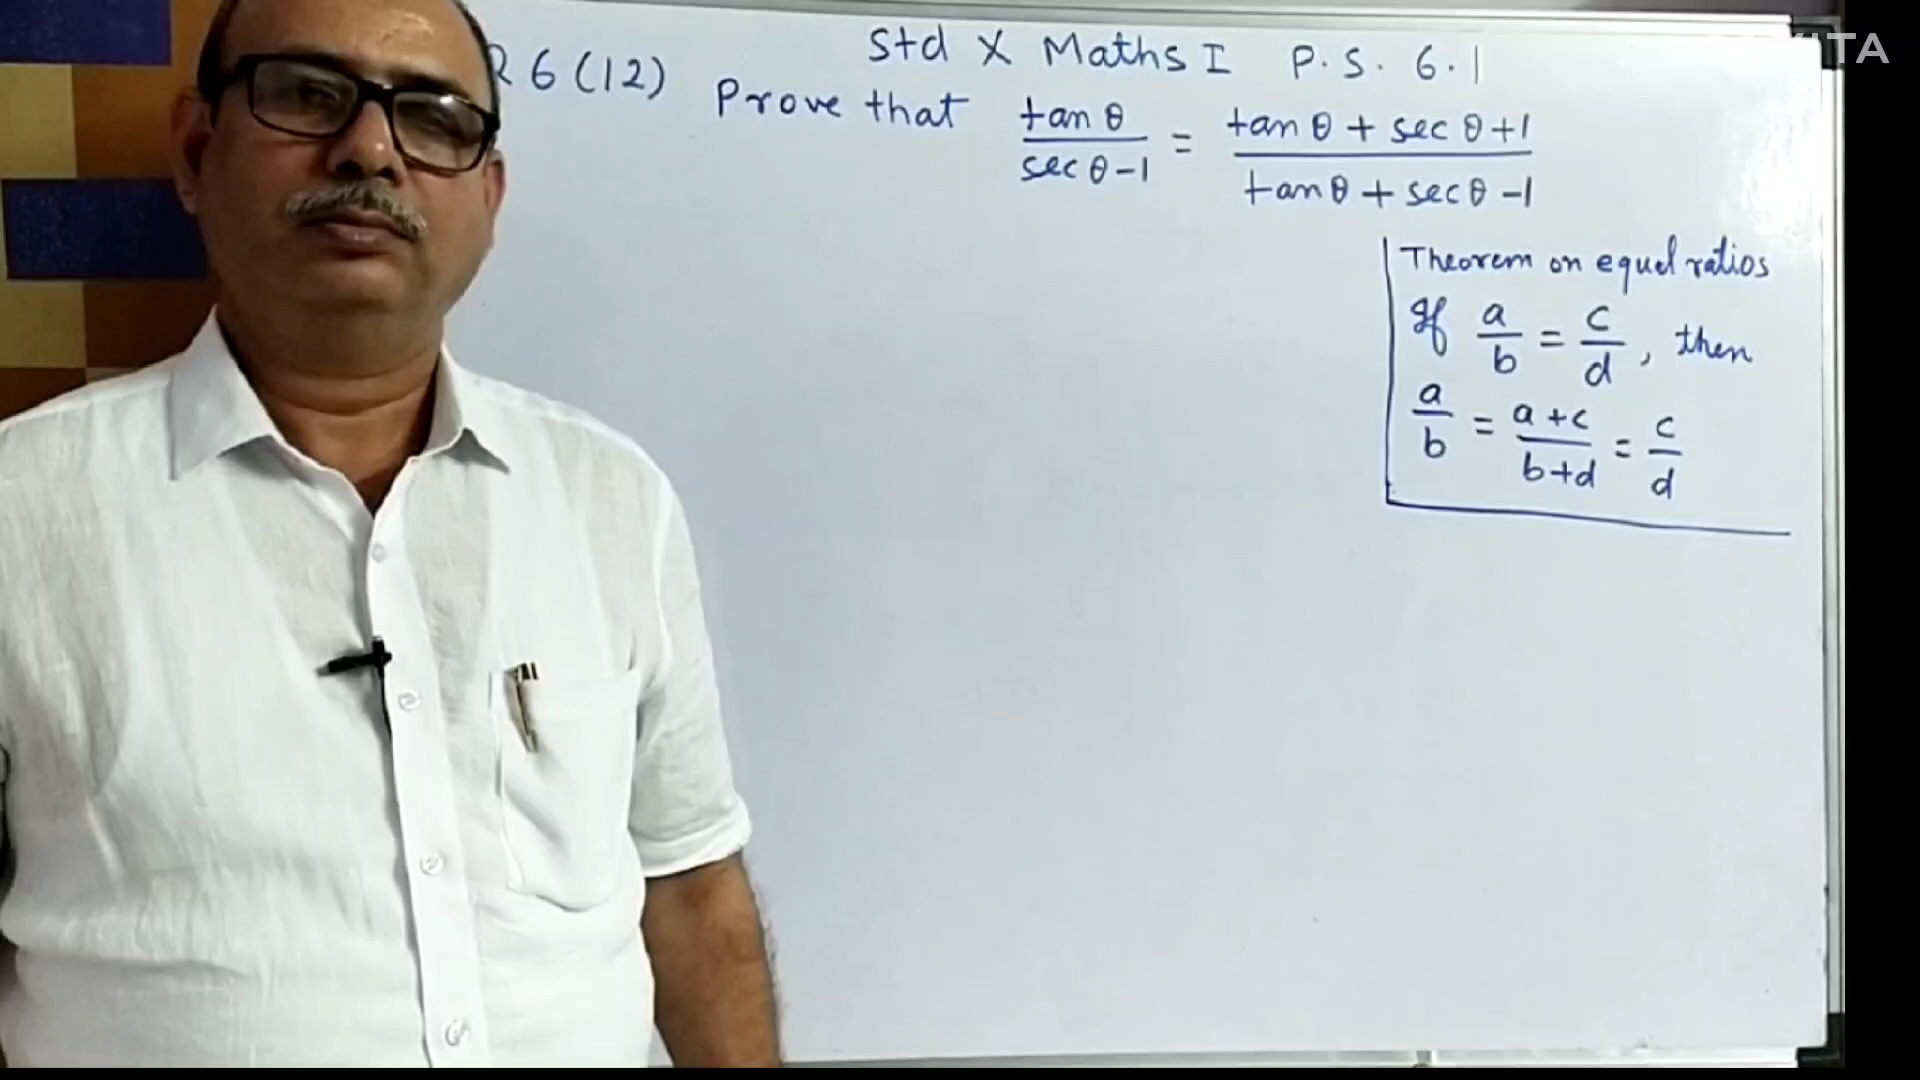 Std X Maths I P. S. 6.1
6 (12) Prove that tan θ / sec θ - 1 = tan θ + sec θ + 1 / tan θ + sec θ - 1
Theorem on equal ratios
If a/b = c/d, then
a/b = a + c / b + d = c/d